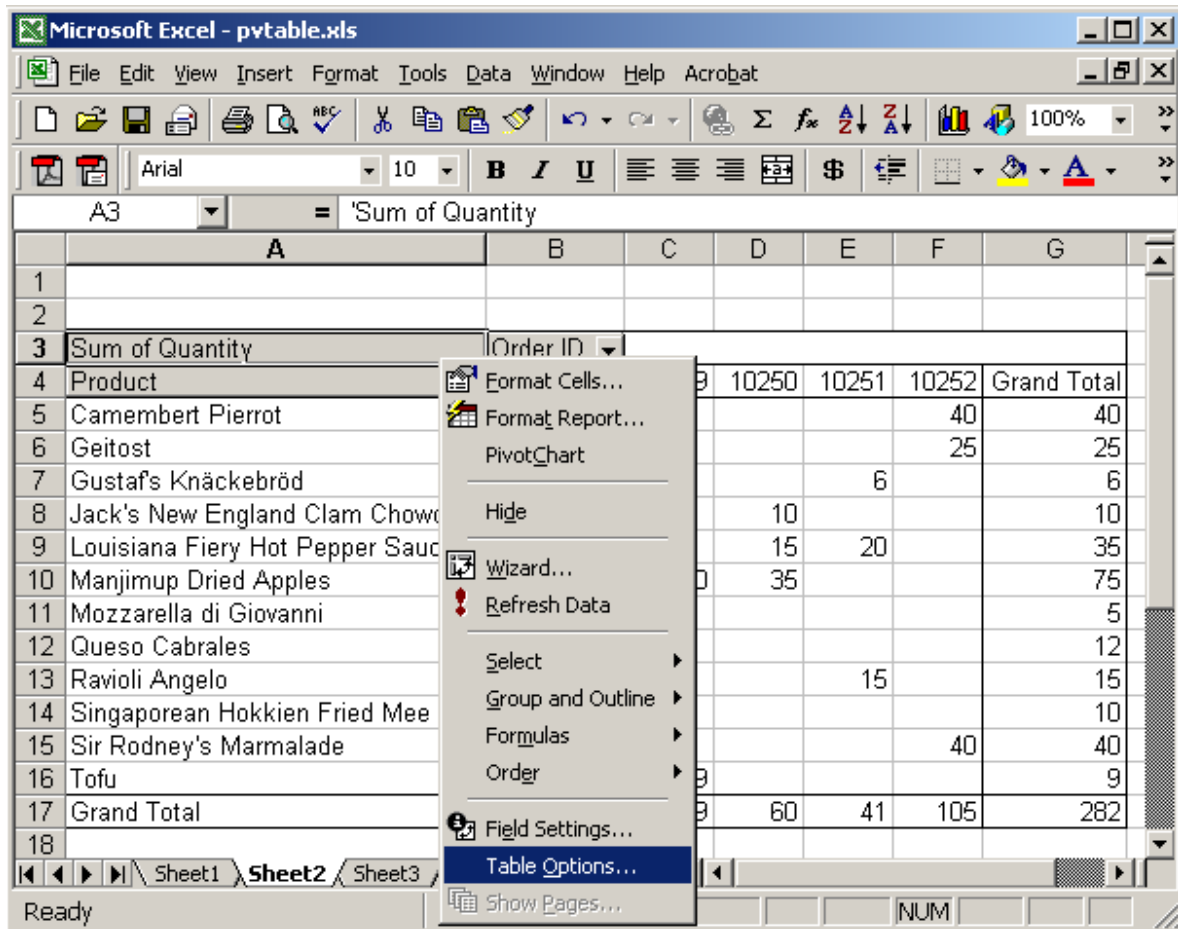 Microsoft Excel - pvtable.xls
File Edit View Insert Format Tools Data Window Help Acrobat
ABC Σ fx A Z Z A 100% »
Arial 10 B I U a $ A »
A3 = 'Sum of Quantity
A B C D E F G
1
2
3 Sum of Quantity Order ID
4 Product 9 10250 10251 10252 Grand Total
5 Camembert Pierrot 40 40
6 Geitost 25 25
7 Gustaf's Knäckebröd 6 6
8 Jack's New England Clam 10 10
9 Louisiana Fiery Hot Pepper 15 20 35
10 Manjimup Dried Apples 0 35 75
11 Mozzarella di Giovanni 5
12 Queso Cabrales 12
13 Ravioli Angelo 15 15
14 Singaporean Hokkien Fried Mee 10
15 Sir Rodney's Marmalade 40 40
16 Tofu 9 9
17 Grand Total 9 60 41 105 282
18
Format Cells...
Format Report...
PivotChart
Hide
Wizard...
Refresh Data
Select
Group and Outline
Formulas
Order
Field Settings...
Table Options...
Show Pages...
Sheet1 Sheet2 Sheet3
Ready NUM